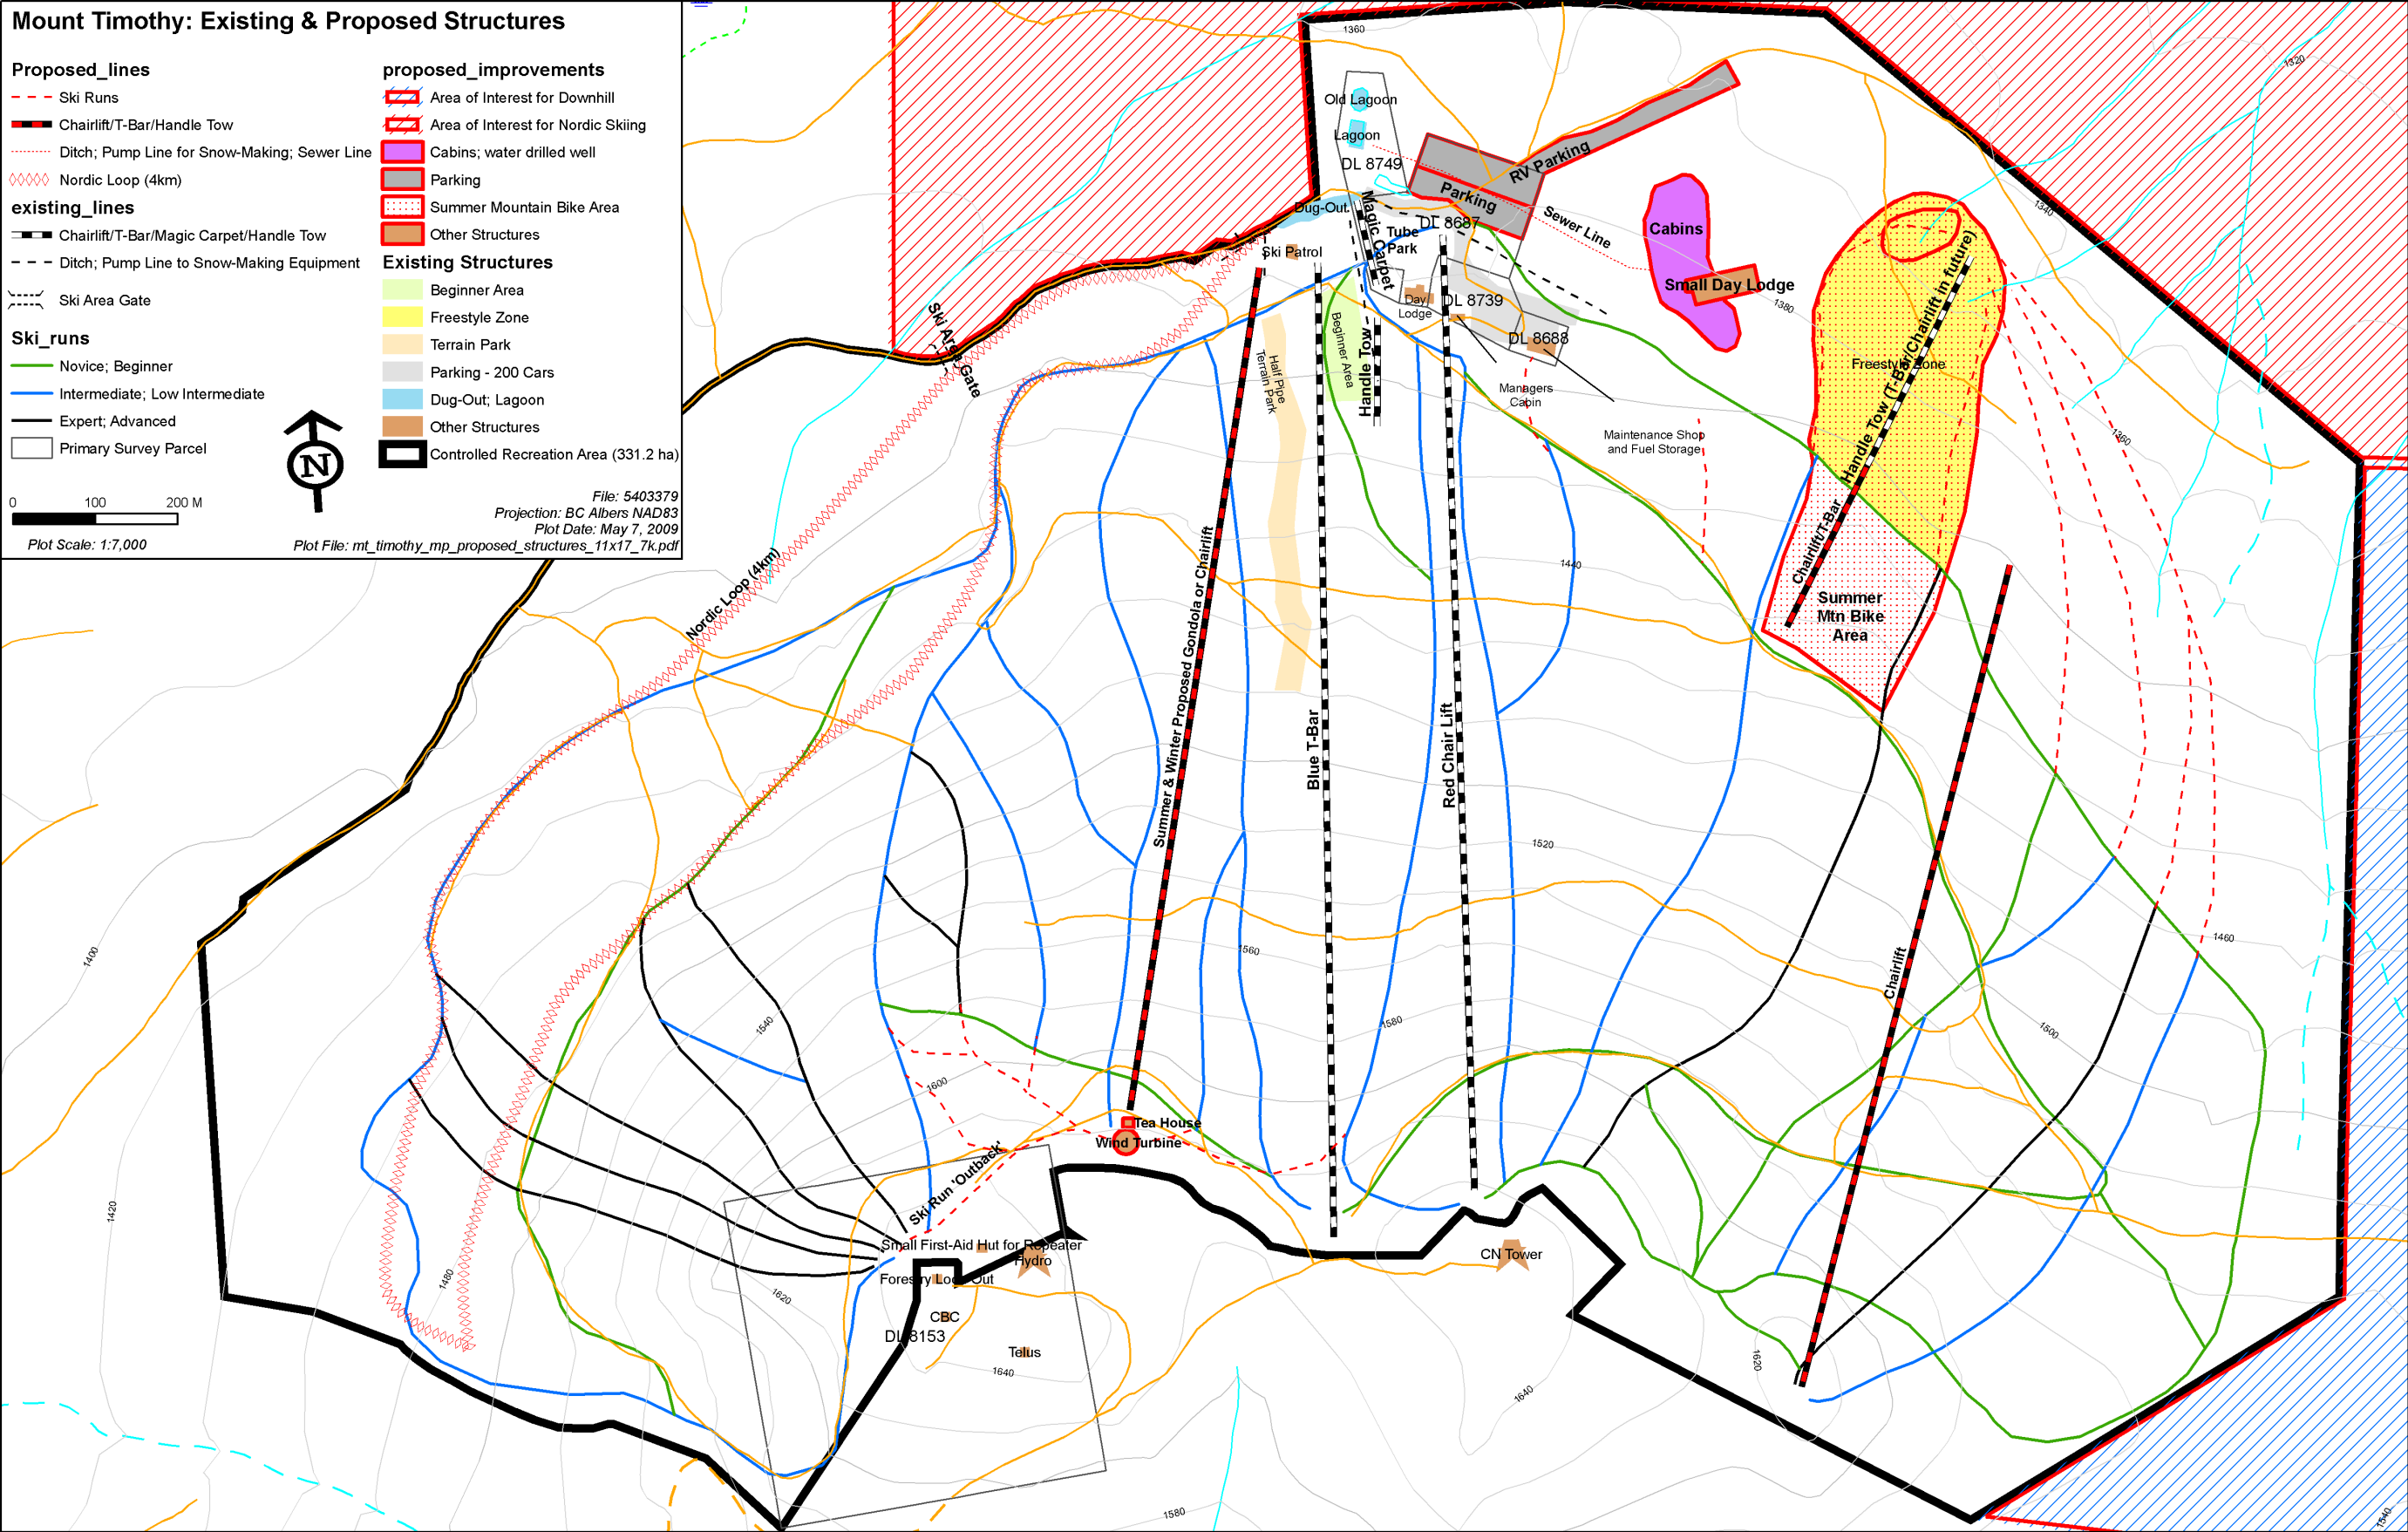 Mount Timothy: Existing & Proposed Structures
Proposed_lines
Ski Runs
Chairlift/T-Bar/Handle Tow
Ditch; Pump Line for Snow-Making; Sewer Line
Nordic Loop (4km)
existing_lines
Chairlift/T-Bar/Magic Carpet/Handle Tow
Ditch; Pump Line to Snow-Making Equipment
Ski Area Gate
Ski_runs
Novice; Beginner
Intermediate; Low Intermediate
Expert; Advanced
Primary Survey Parcel
0 100 200 M
Plot Scale: 1:7,000
N
proposed_improvements
Area of Interest for Downhill
Area of Interest for Nordic Skiing
Cabins; water drilled well
Parking
Summer Mountain Bike Area
Other Structures
Existing Structures
Beginner Area
Freestyle Zone
Terrain Park
Parking - 200 Cars
Dug-Out; Lagoon
Other Structures
Controlled Recreation Area (331.2 ha)
File: 5403379
Projection: BC Albers NAD83
Plot Date: May 7, 2009
Plot File: mt_timothy_mp_proposed_structures_11x17_7k.pdf
1360
1320
Old Lagoon
Lagoon
DL 8749
RV Parking
Parking
Dug-Out
Magic Carpet
DL 8687
Tube
Park
Sewer Line
Cabins
1340
Ski Patrol
Small Day Lodge
1380
Day
Lodge
DL 8739
DL 8688
Ski Area Gate
Half Pipe
Terrain Park
Beginner Area
Handle Tow
Managers
Cabin
Freestyle Zone
Handle Tow (T-Bar/Chairlift in future)
Maintenance Shop
and Fuel Storage
1360
Chairlift/T-Bar
1440
Summer
Mtn Bike
Area
Nordic Loop (4km)
Summer & Winter Proposed Gondola or Chairlift
Blue T-Bar
Red Chair Lift
1520
1400
1560
1460
Chairlift
1540
1580
1500
1600
Tea House
Wind Turbine
Ski Run 'Outback'
1420
Small First-Aid Hut for Repeater
Hydro
CN Tower
Forestry Look Out
1480
1620
CBC
DL 8153
Telus
1640
1620
1640
1580
1540